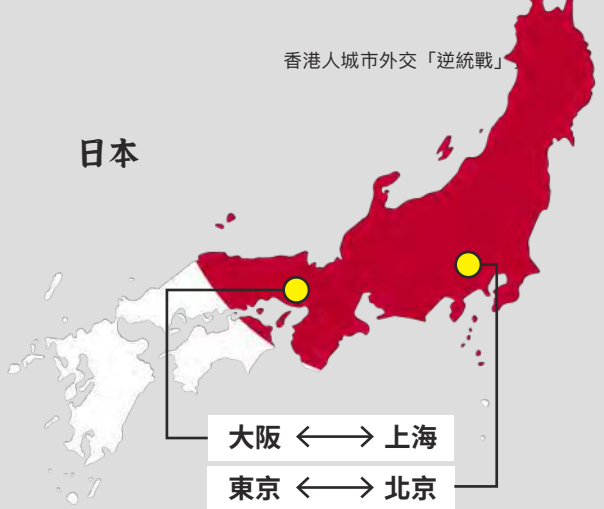 香港人城市外交「逆統戰」
日本
大阪 ⟷ 上海
東京 ⟷ 北京